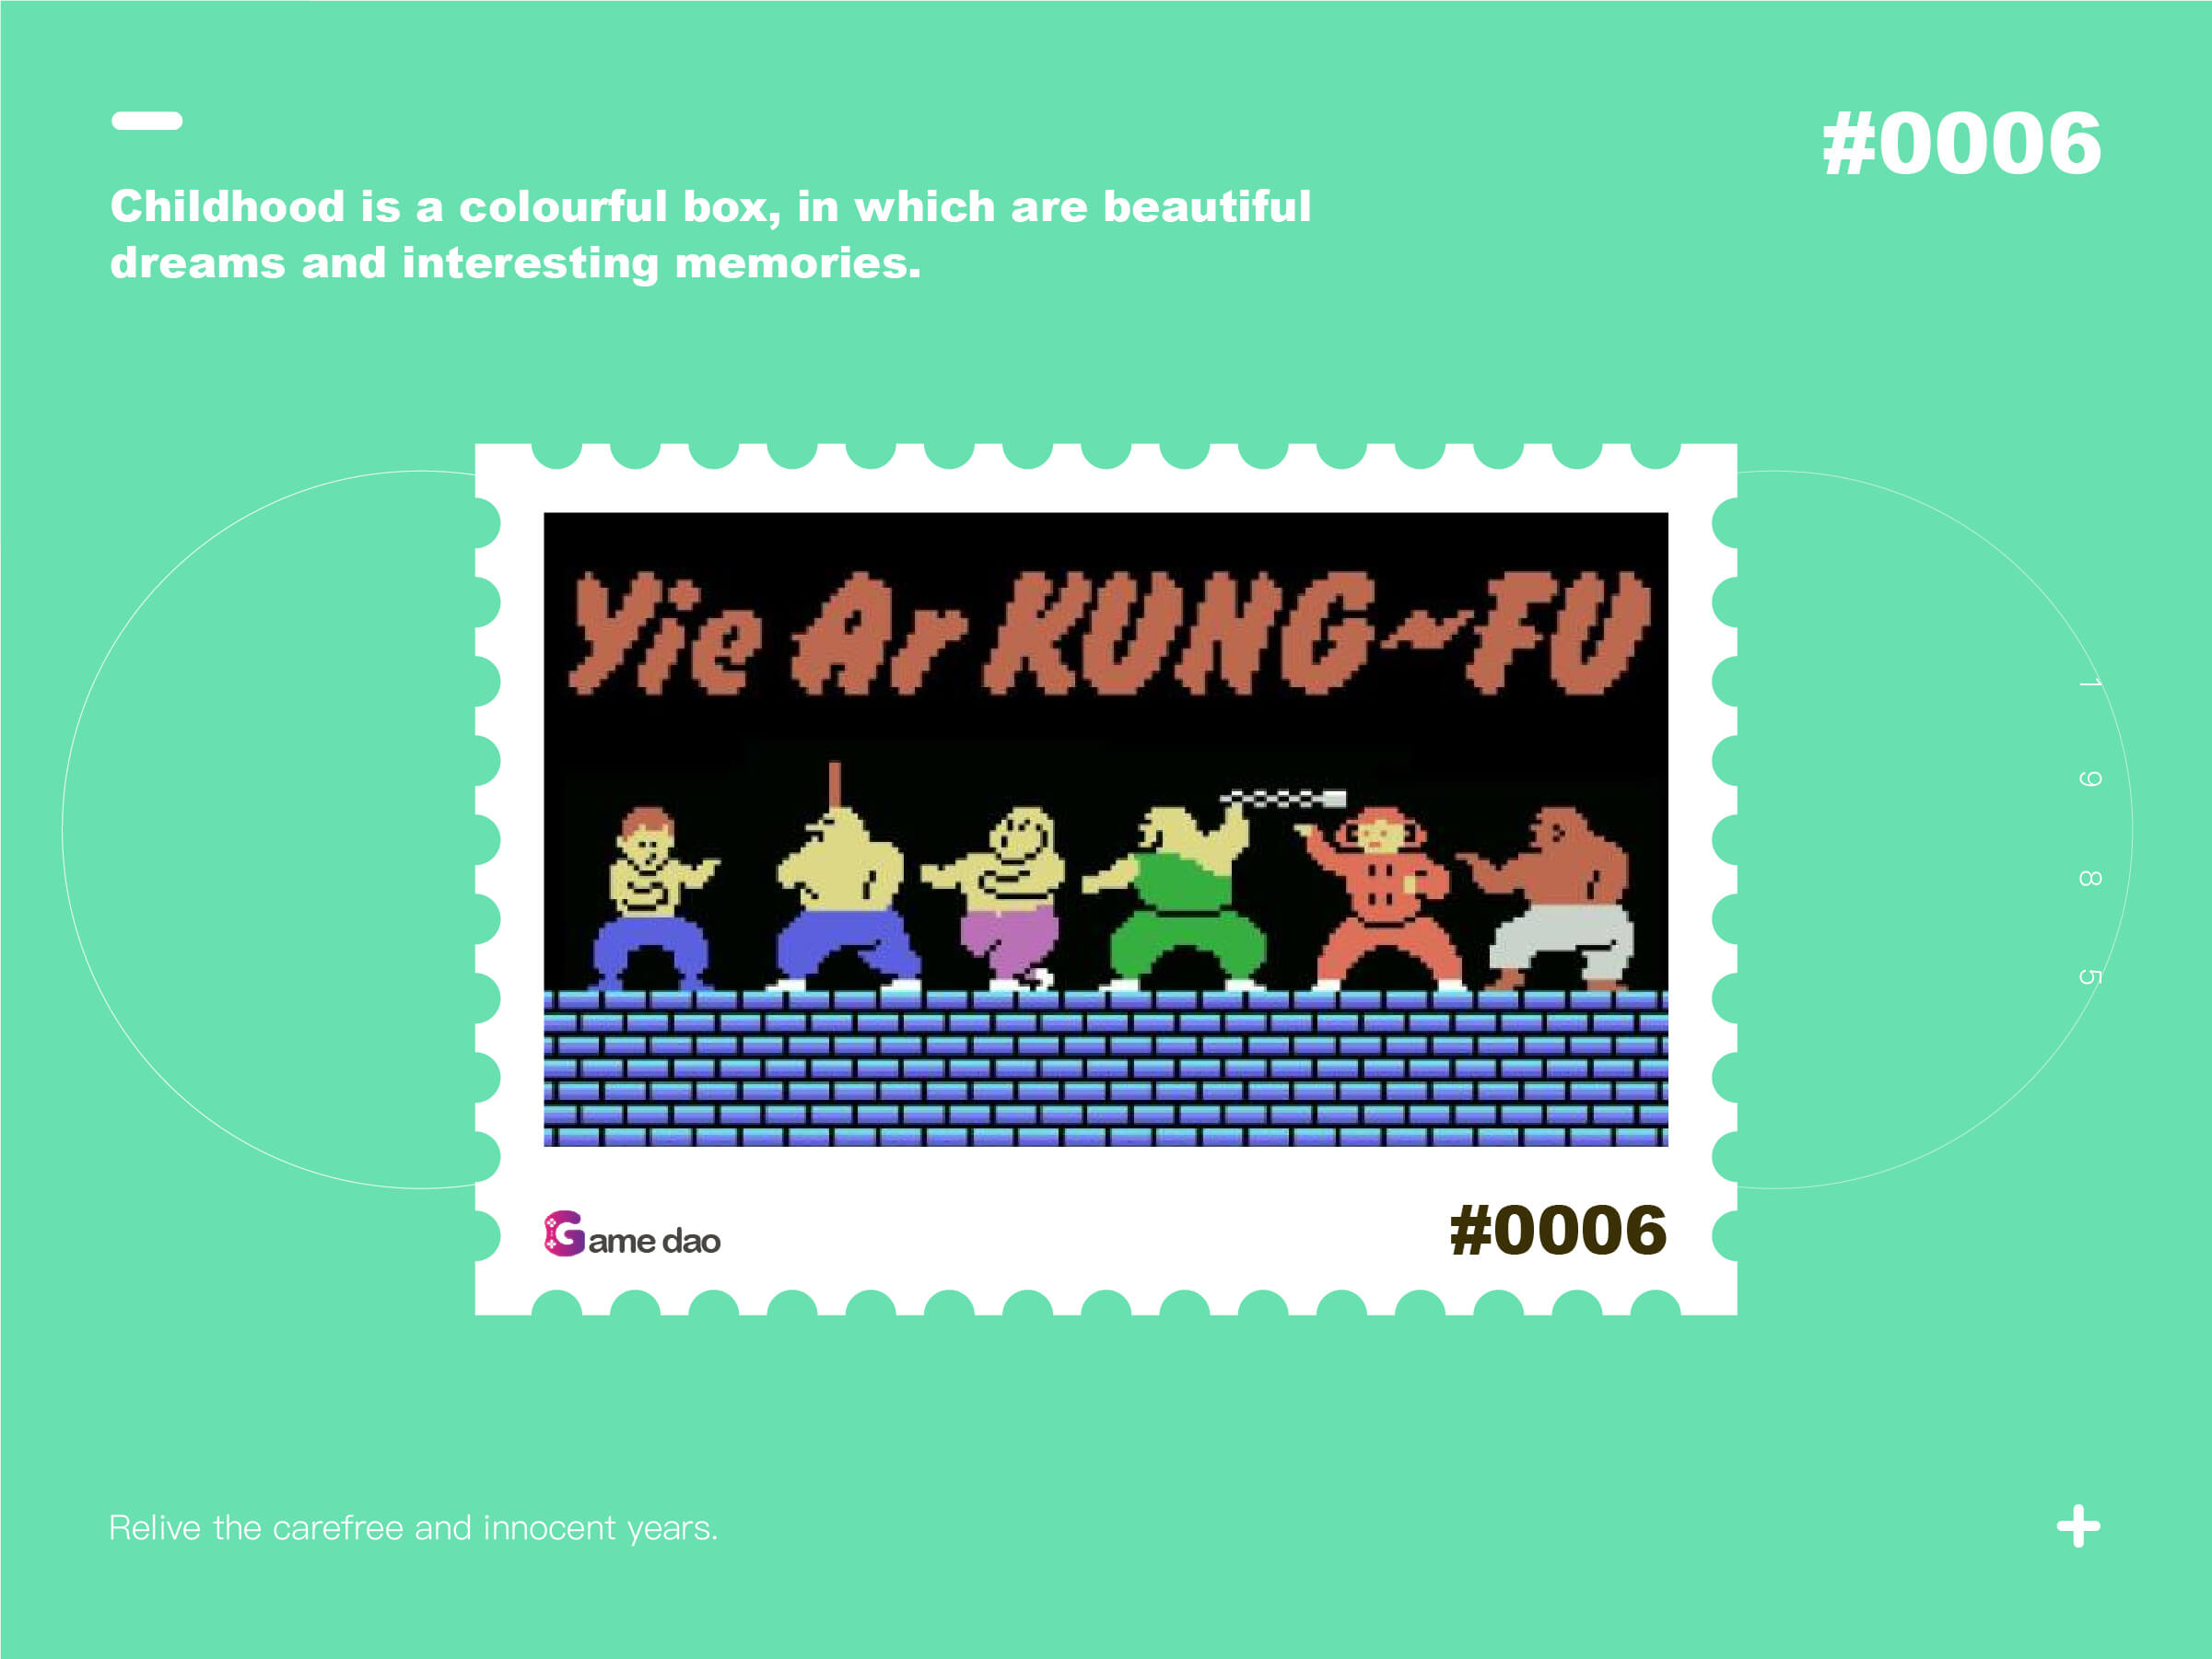 #0006
Childhood is a colourful box, in which are beautiful
dreams and interesting memories.
Yie Ar KUNG~FU
1985
Game dao
#0006
Relive the carefree and innocent years.